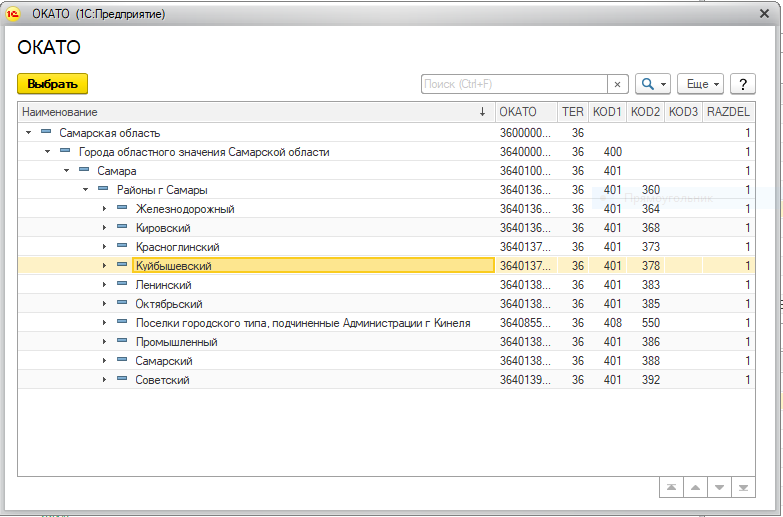 1С ОКАТО (1С:Предприятие)
ОКАТО
Выбрать Поиск (Ctrl+F) Еще ?
Наименование ОКАТО TER KOD1 KOD2 KOD3 RAZDEL
Самарская область 3600000... 36 1
Города областного значения Самарской области 3640000... 36 400 1
Самара 3640100... 36 401 1
Районы г Самары 3640136... 36 401 360 1
Железнодорожный 3640136... 36 401 364 1
Кировский 3640136... 36 401 368 1
Красноглинский 3640137... 36 401 373 1
Куйбышевский 3640137... 36 401 378 1
Ленинский 3640138... 36 401 383 1
Октябрьский 3640138... 36 401 385 1
Поселки городского типа, подчиненные Администрации г Кинеля 3640855... 36 408 550 1
Промышленный 3640138... 36 401 386 1
Самарский 3640138... 36 401 388 1
Советский 3640139... 36 401 392 1